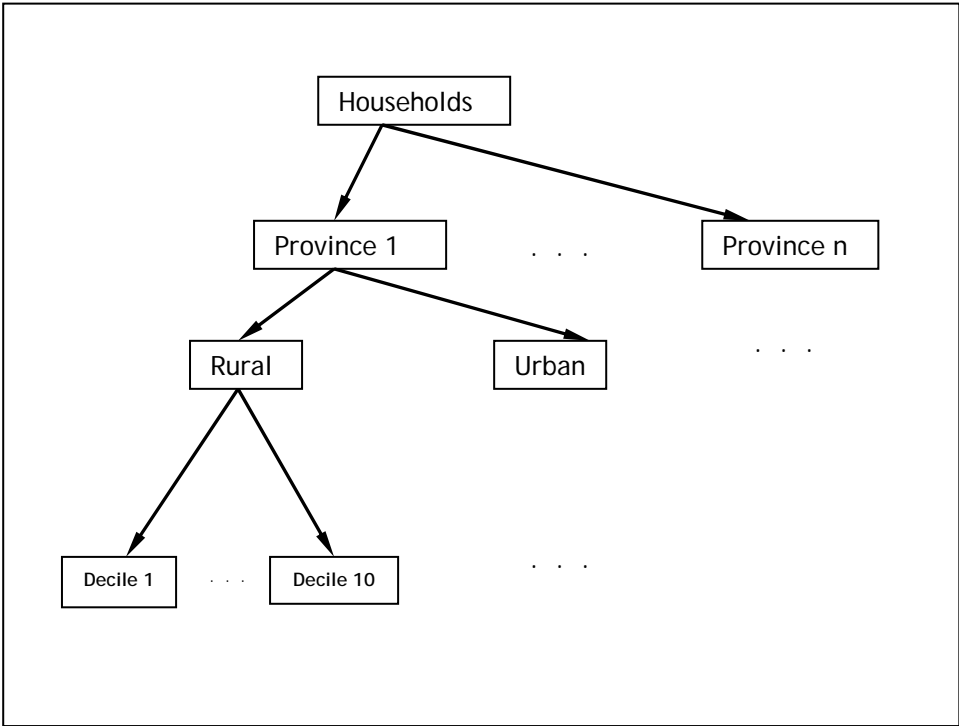 Households
Province 1 . . . Province n
Rural Urban . . .
Decile 1 . . . Decile 10 . . .